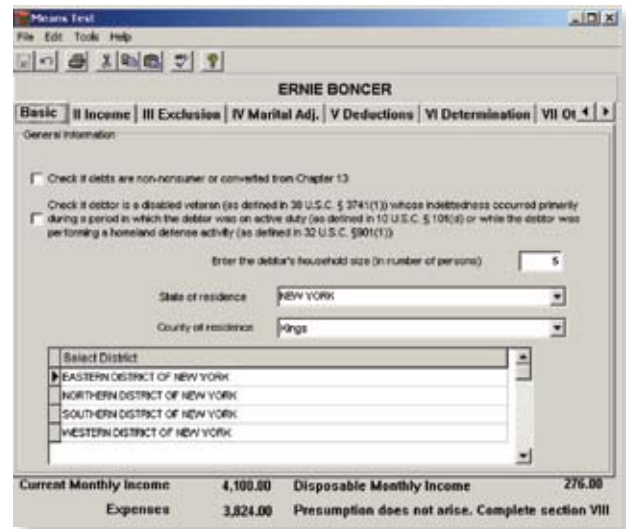 Means Test
File Edit Tools Help
ERNIE BONCER
Basic II Income III Exclusion IV Marital Adj. V Deductions VI Determination VII Ot
General Information
Check if debts are non-consumer or converted from Chapter 13
Check if debtor is a disabled veteran (as defined in 38 U.S.C. § 3741(1)) whose indebtedness occurred primarily
during a period in which the debtor was on active duty (as defined in 10 U.S.C. § 101(d) or while the debtor was
performing a homeland defense activity (as defined in 32 U.S.C. §901(1))
Enter the debtor's household size (in number of persons) 5
State of residence NEW YORK
County of residence Kings
Select District
EASTERN DISTRICT OF NEW YORK
NORTHERN DISTRICT OF NEW YORK
SOUTHERN DISTRICT OF NEW YORK
WESTERN DISTRICT OF NEW YORK
Current Monthly Income 4,100.00 Disposable Monthly Income 276.00
Expenses 3,824.00 Presumption does not arise. Complete section VIII